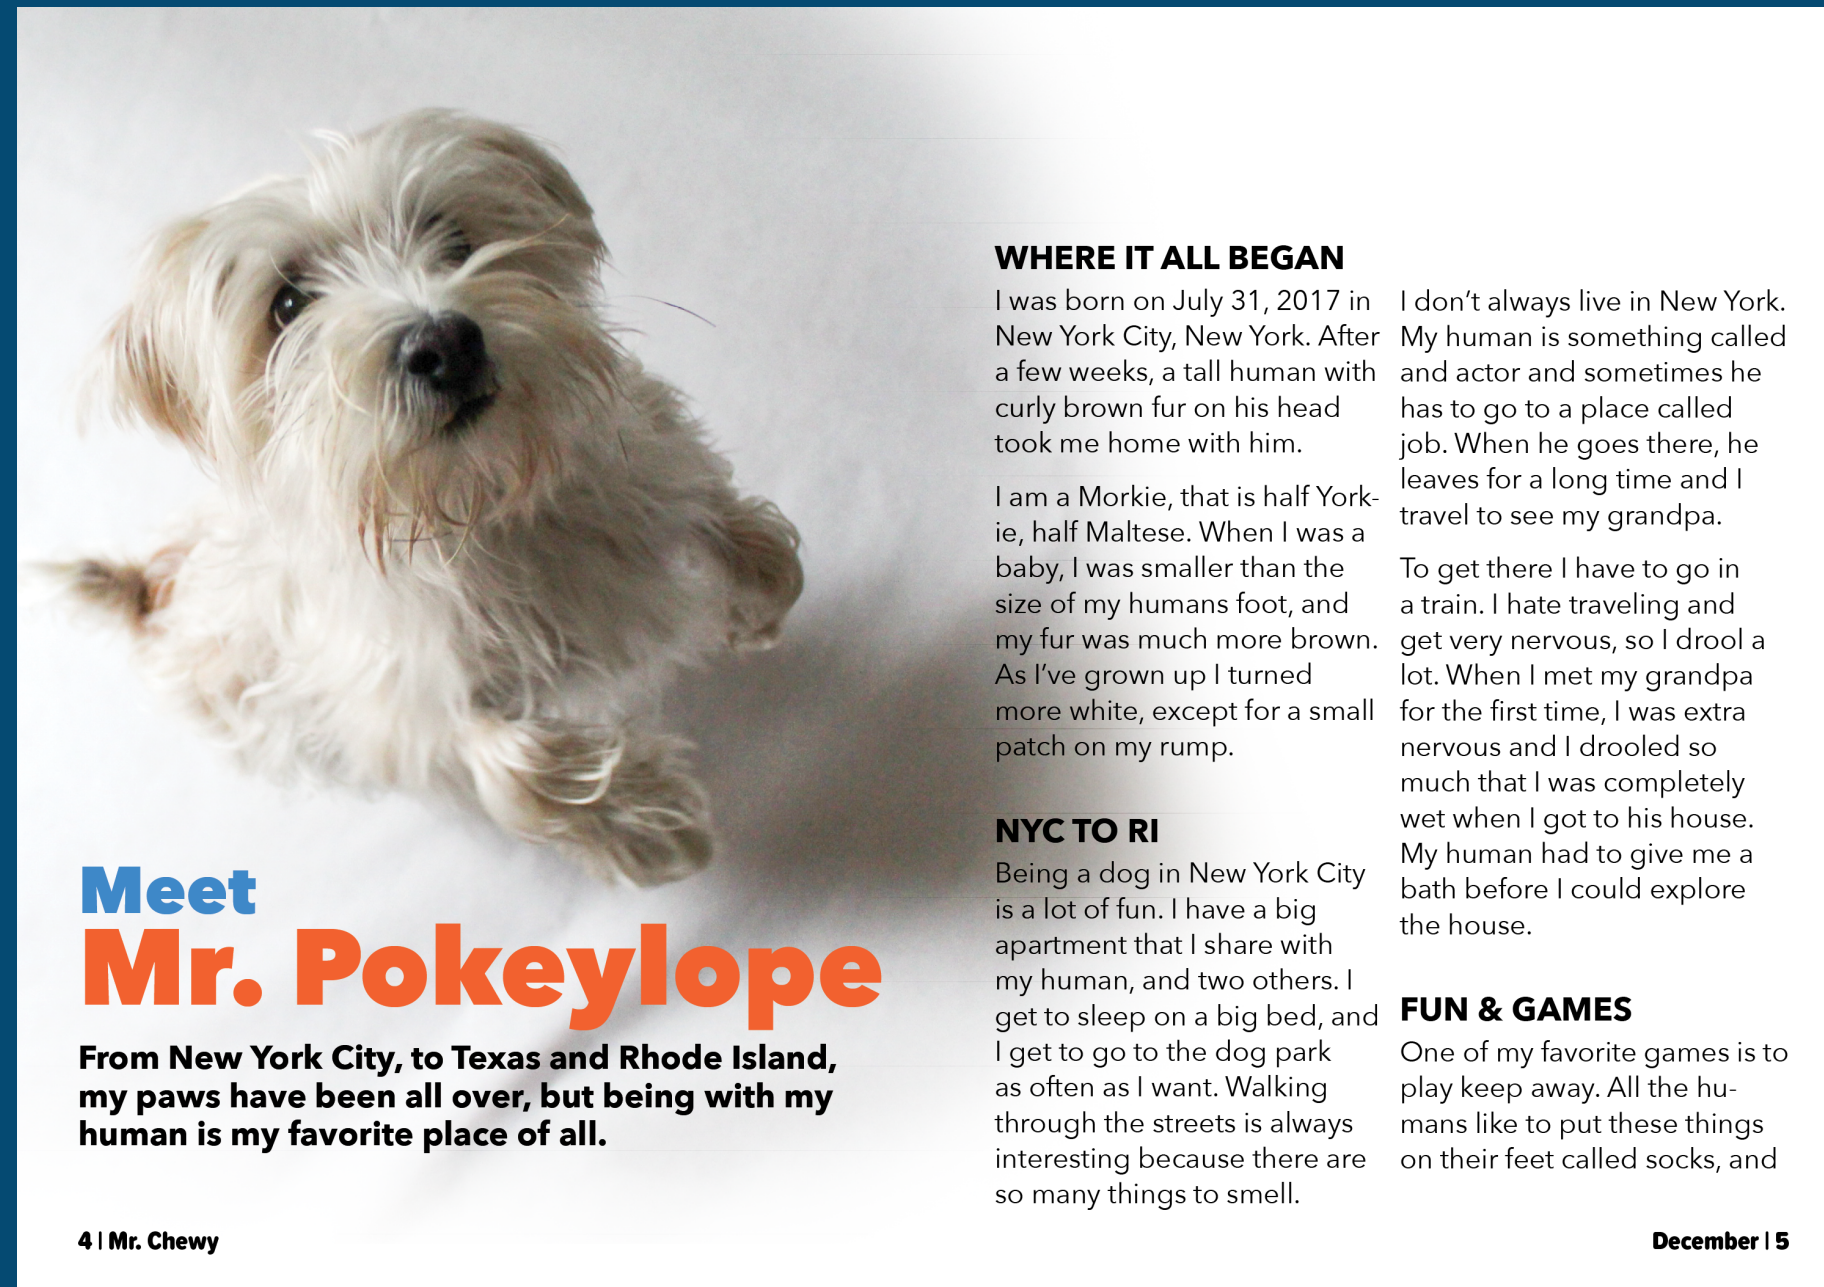 Meet
Mr. Pokeylope
From New York City, to Texas and Rhode Island,
my paws have been all over, but being with my
human is my favorite place of all.
4 | Mr. Chewy
WHERE IT ALL BEGAN
I was born on July 31, 2017 in
New York City, New York. After
a few weeks, a tall human with
curly brown fur on his head
took me home with him.
I am a Morkie, that is half York-
ie, half Maltese. When I was a
baby, I was smaller than the
size of my humans foot, and
my fur was much more brown.
As I’ve grown up I turned
more white, except for a small
patch on my rump.
NYC TO RI
Being a dog in New York City
is a lot of fun. I have a big
apartment that I share with
my human, and two others. I
get to sleep on a big bed, and
I get to go to the dog park
as often as I want. Walking
through the streets is always
interesting because there are
so many things to smell.
I don’t always live in New York.
My human is something called
and actor and sometimes he
has to go to a place called
job. When he goes there, he
leaves for a long time and I
travel to see my grandpa.
To get there I have to go in
a train. I hate traveling and
get very nervous, so I drool a
lot. When I met my grandpa
for the first time, I was extra
nervous and I drooled so
much that I was completely
wet when I got to his house.
My human had to give me a
bath before I could explore
the house.
FUN & GAMES
One of my favorite games is to
play keep away. All the hu-
mans like to put these things
on their feet called socks, and
December | 5